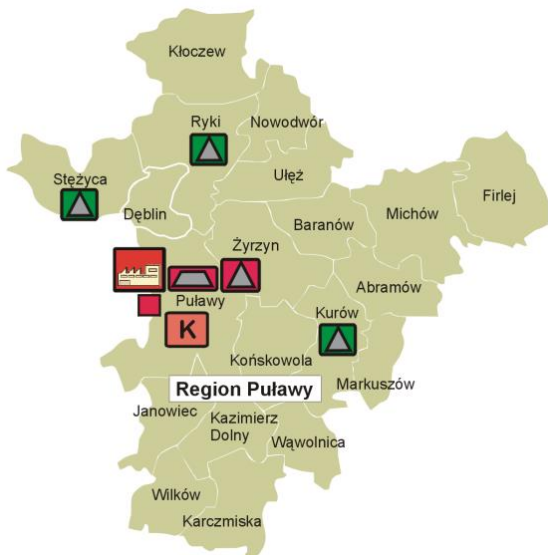 Kłoczew
Ryki
Nowodwór
Stężyca
Ułęż
Firlej
Dęblin
Baranów
Michów
Żyrzyn
Abramów
Puławy
Kurów
K
Końskowola
Markuszów
Region Puławy
Janowiec
Kazimierz
Dolny
Wąwolnica
Wilków
Karczmiska